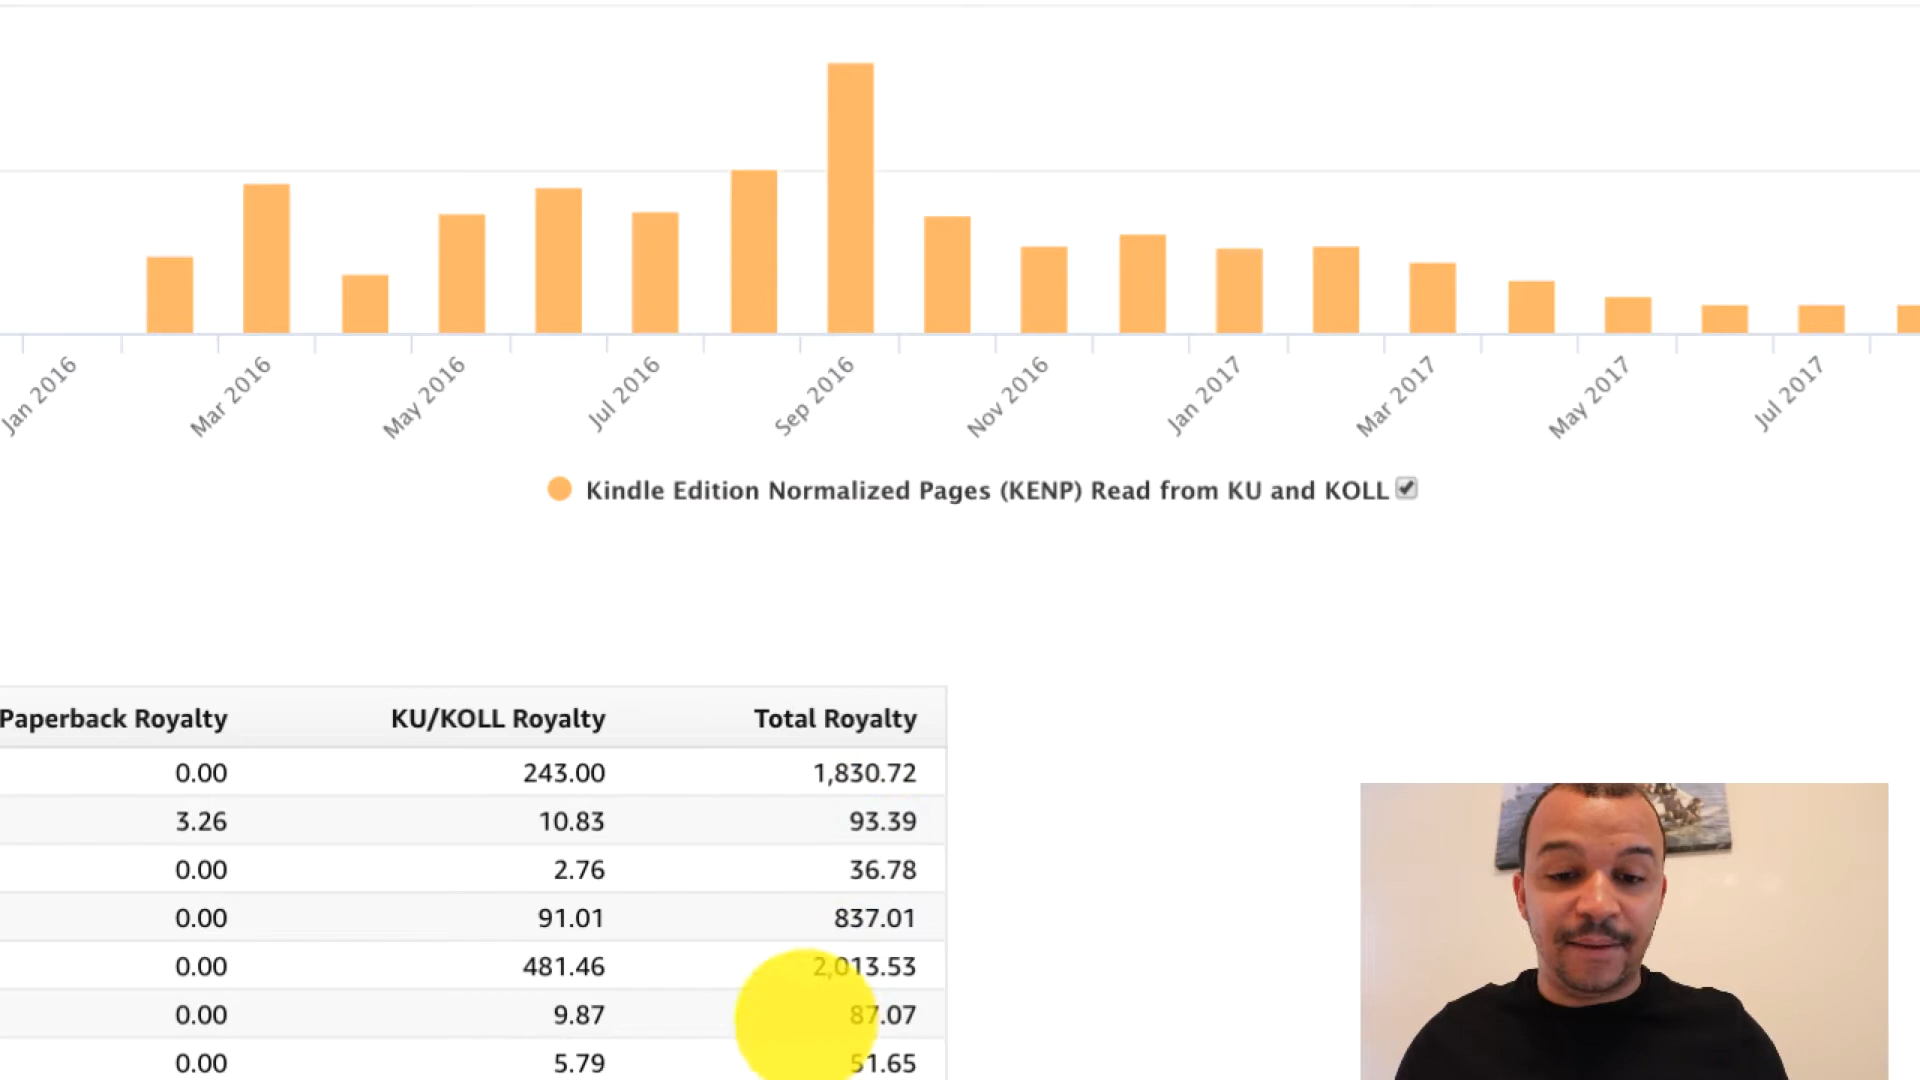 Jan 2016 Mar 2016 May 2016 Jul 2016 Sep 2016 Nov 2016 Jan 2017 Mar 2017 May 2017 Jul 2017
Kindle Edition Normalized Pages (KENP) Read from KU and KOLL
Paperback Royalty KU/KOLL Royalty Total Royalty
0.00 243.00 1,830.72
3.26 10.83 93.39
0.00 2.76 36.78
0.00 91.01 837.01
0.00 481.46 2,013.53
0.00 9.87 87.07
0.00 5.79 51.65